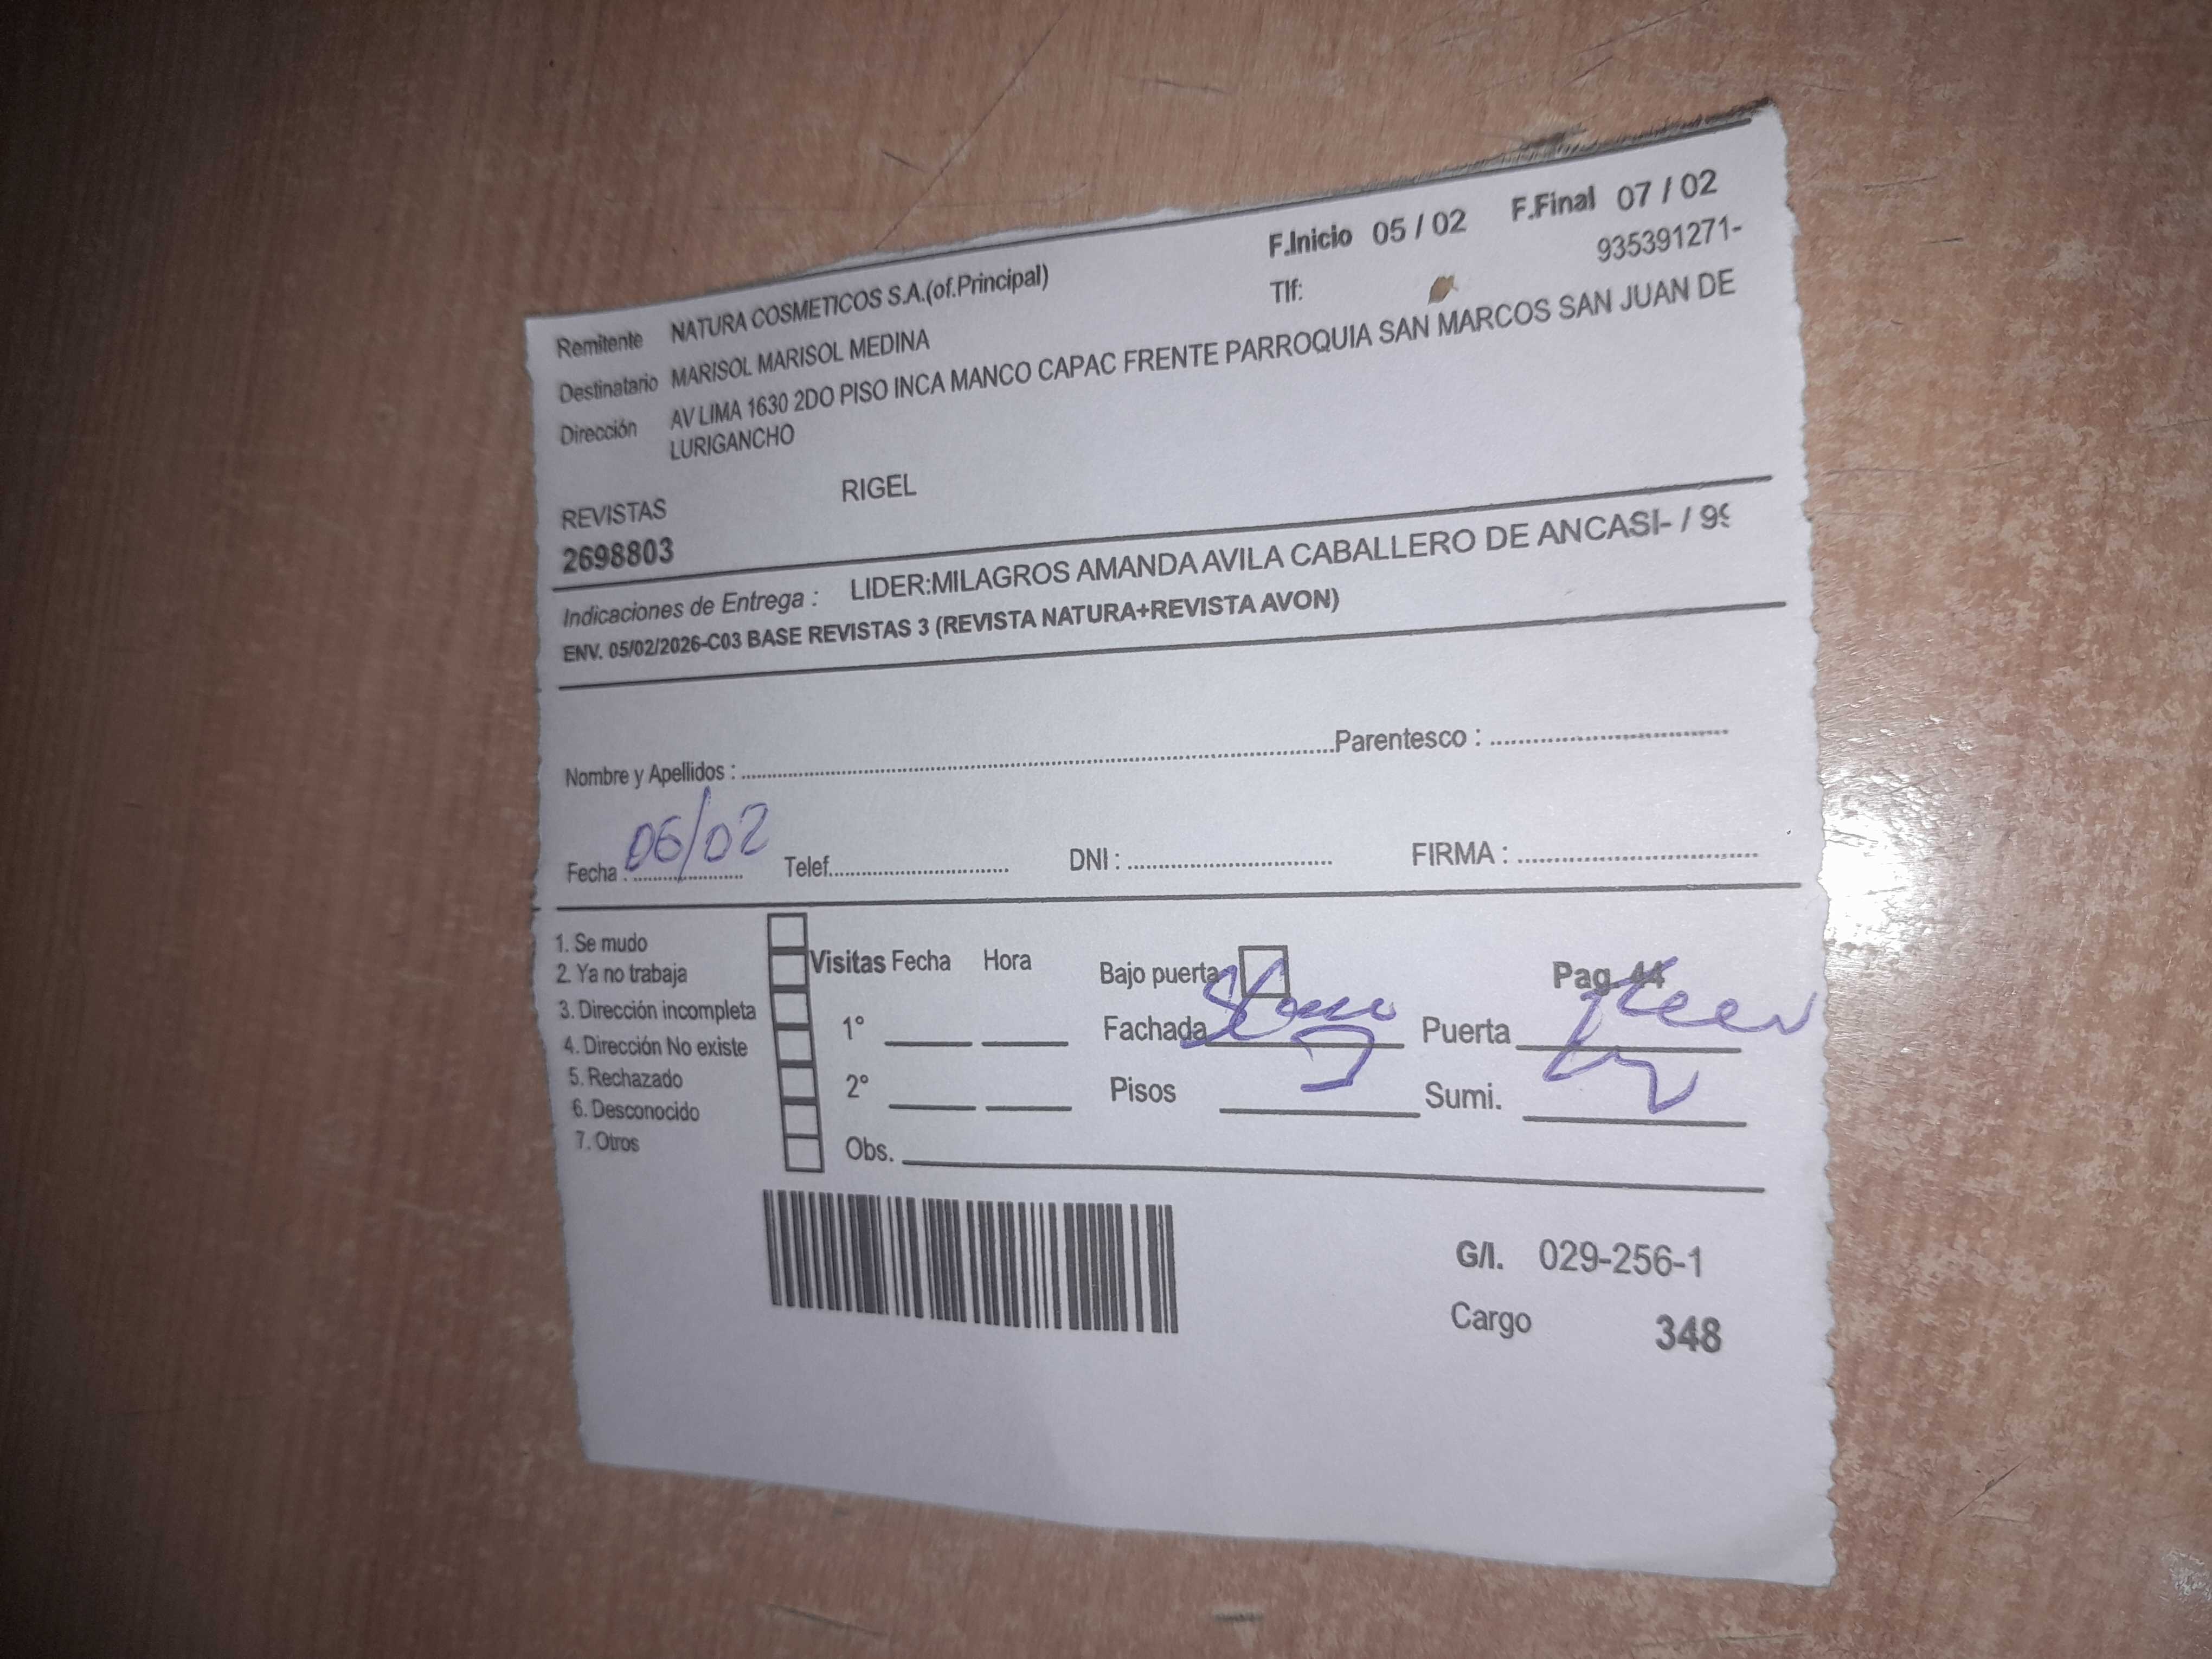 F.Inicio 05 / 02 F.Final 07 / 02
Remitente NATURA COSMETICOS S.A.(of.Principal) Tlf: 935391271-
Destinatario MARISOL MARISOL MEDINA
Dirección AV LIMA 1630 2DO PISO INCA MANCO CAPAC FRENTE PARROQUIA SAN MARCOS SAN JUAN DE
LURIGANCHO
REVISTAS RIGEL
2698803
Indicaciones de Entrega : LIDER:MILAGROS AMANDA AVILA CABALLERO DE ANCASI- / 99
ENV. 05/02/2026-C03 BASE REVISTAS 3 (REVISTA NATURA+REVISTA AVON)
Nombre y Apellidos : Parentesco :
Fecha : 06/02 Telef. DNI : FIRMA :
1. Se mudo
2. Ya no trabaja Visitas Fecha Hora Bajo puerta Pag 44
3. Dirección incompleta 1° Fachada Puerta
4. Dirección No existe
5. Rechazado 2° Pisos Sumi.
6. Desconocido
7. Otros Obs.
G/I. 029-256-1
Cargo 348